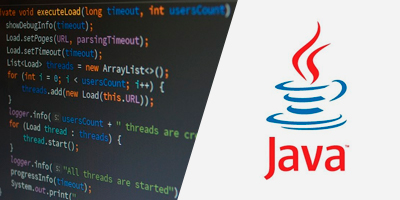 ivate void executeLoad(long timeout, int usersCount)
showDebugInfo(timeout);
Load.setPages(URL, parsingTimeout);
Load.setTimeout(timeout);
List<Load> threads = new ArrayList<>();
for (int i = 0; i < usersCount; i++) {
threads.add(new Load(this.URL));
}
logger.info( s: usersCount + " threads are cre
for (Load thread : threads) {
thread.start();
}
logger.info( s: "All threads are started")
progressInfo(timeout);
System.out.print("
Java
TM